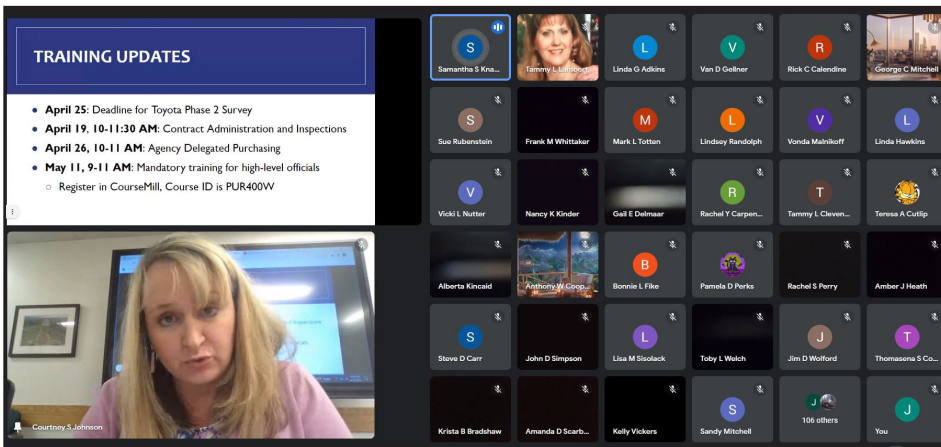 TRAINING UPDATES
• April 25: Deadline for Toyota Phase 2 Survey
• April 19, 10-11:30 AM: Contract Administration and Inspections
• April 26, 10-11 AM: Agency Delegated Purchasing
• May 11, 9-11 AM: Mandatory training for high-level officials
○ Register in CourseMill, Course ID is PUR400W
Courtney S Johnson
S
Samantha S Kna...
Tammy L Lambert
L
Linda G Adkins
V
Van D Gellner
R
Rick C Calendine
George C Mitchell
S
Sue Rubenstein
Frank M Whittaker
M
Mark L Totten
L
Lindsey Randolph
V
Vonda Malnikoff
L
Linda Hawkins
V
Vicki L Nutter
Nancy K Kinder
Gail E Delmaar
R
Rachel Y Carpen...
T
Tammy L Cleven...
Teresa A Cutlip
Alberta Kincaid
Anthony W Coop...
B
Bonnie L Fike
Pamela D Perks
Rachel S Perry
Amber J Heath
S
Steve D Carr
John D Simpson
L
Lisa M Sisolack
Toby L Welch
J
Jim D Wolford
T
Thomasena S Co...
Krista B Bradshaw
Amanda D Scarb...
Kelly Vickers
S
Sandy Mitchell
J
106 others
J
You